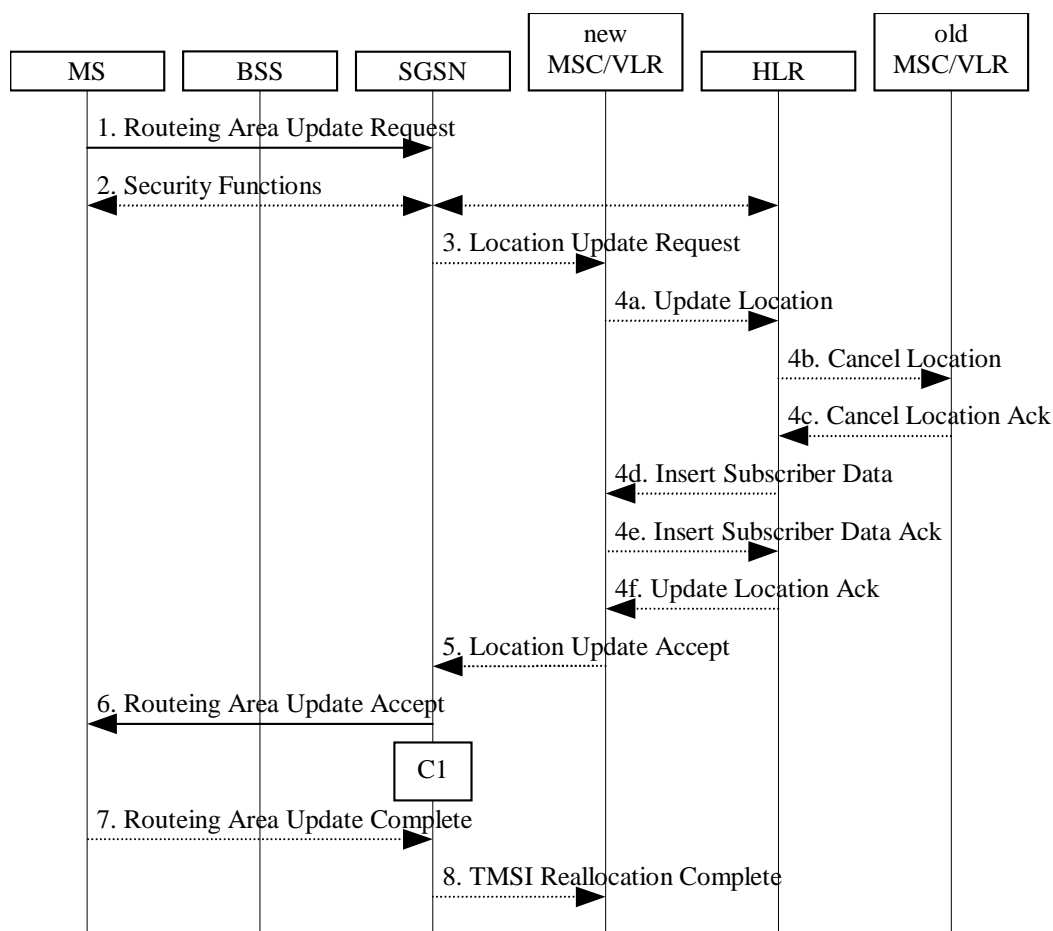 new
MSC/VLR
old
MSC/VLR
MS
BSS
SGSN
HLR
1. Routeing Area Update Request
2. Security Functions
3. Location Update Request
4a. Update Location
4b. Cancel Location
4c. Cancel Location Ack
4d. Insert Subscriber Data
4e. Insert Subscriber Data Ack
4f. Update Location Ack
5. Location Update Accept
6. Routeing Area Update Accept
C1
7. Routeing Area Update Complete
8. TMSI Reallocation Complete